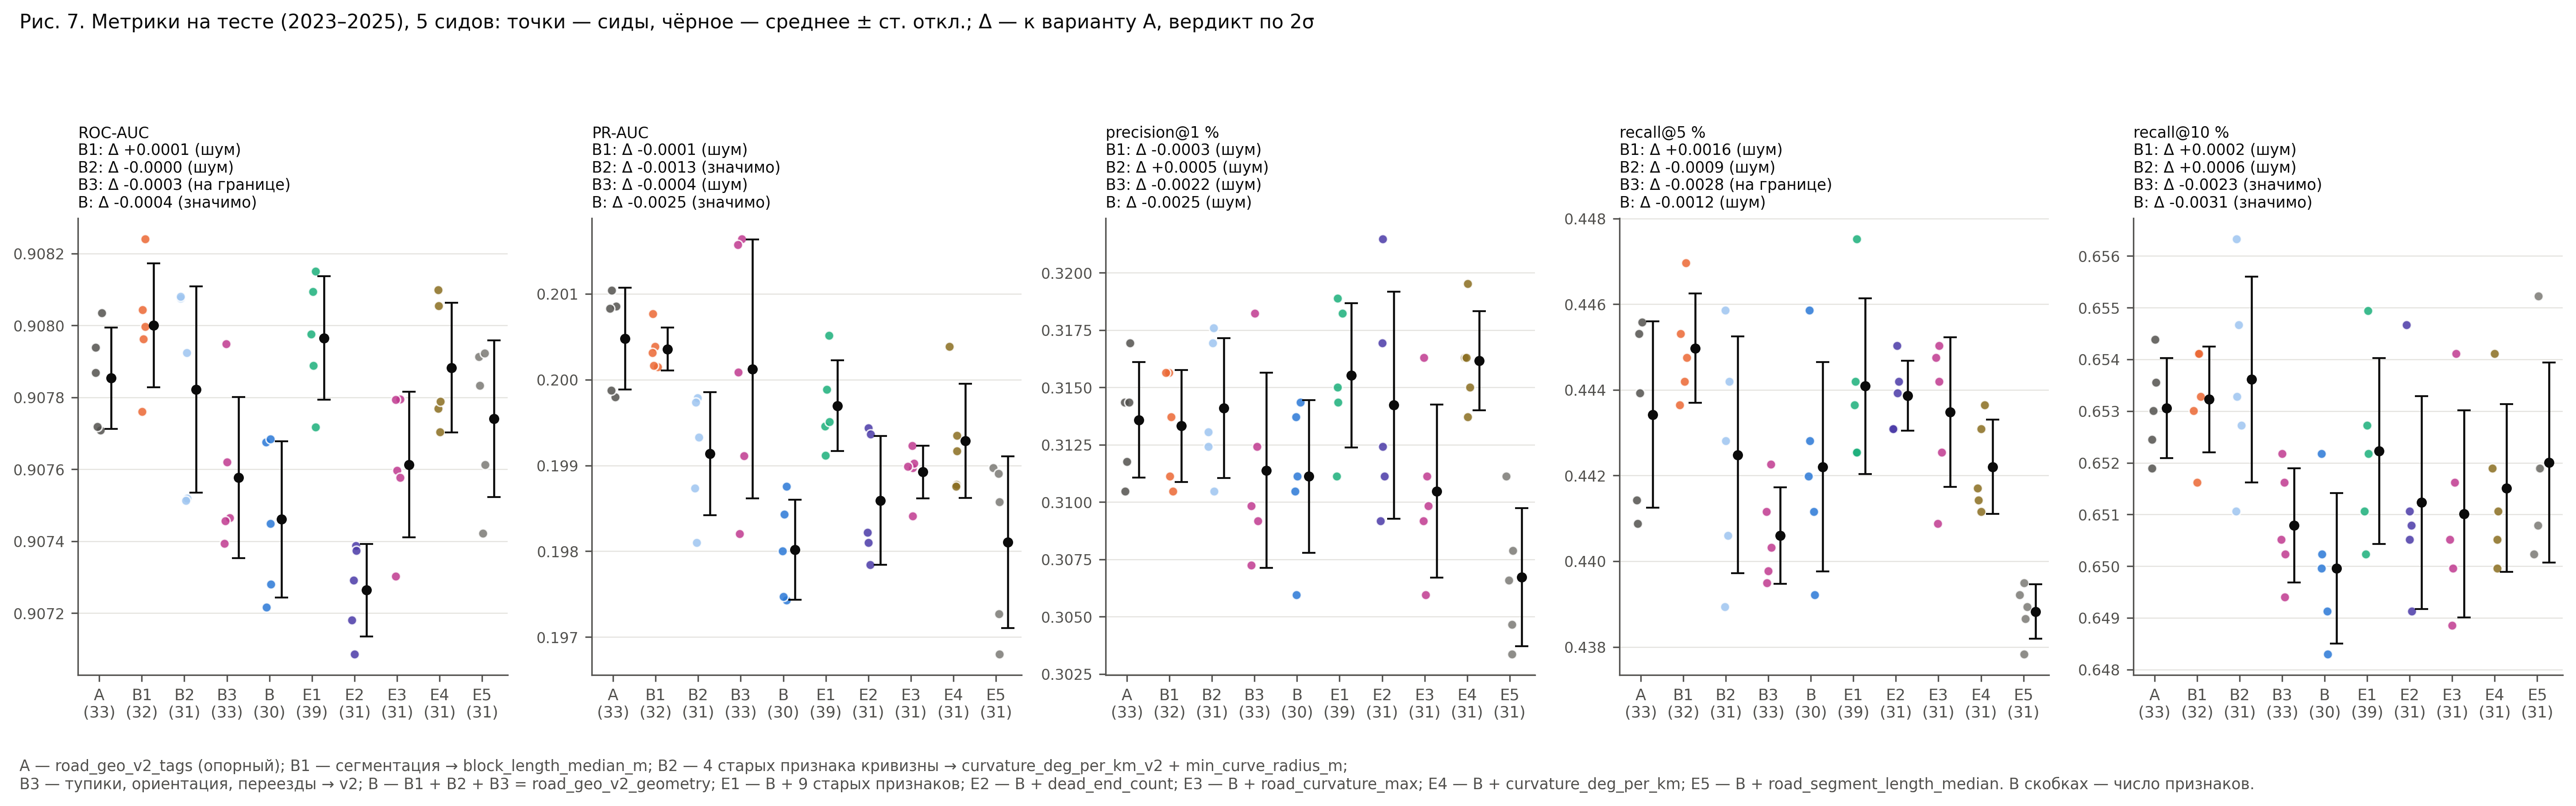 Рис. 7. Метрики на тесте (2023–2025), 5 сидов: точки — сиды, чёрное — среднее ± ст. откл.; Δ — к варианту A, вердикт по 2σ
ROC-AUC
B1: Δ +0.0001 (шум)
B2: Δ -0.0000 (шум)
B3: Δ -0.0003 (на границе)
B: Δ -0.0004 (значимо)
0.9082
0.9080
0.9078
0.9076
0.9074
0.9072
A B1 B2 B3 B E1 E2 E3 E4 E5
(33) (32) (31) (33) (30) (39) (31) (31) (31) (31)
PR-AUC
B1: Δ -0.0001 (шум)
B2: Δ -0.0013 (значимо)
B3: Δ -0.0004 (шум)
B: Δ -0.0025 (значимо)
0.201
0.200
0.199
0.198
0.197
A B1 B2 B3 B E1 E2 E3 E4 E5
(33) (32) (31) (33) (30) (39) (31) (31) (31) (31)
precision@1 %
B1: Δ -0.0003 (шум)
B2: Δ +0.0005 (шум)
B3: Δ -0.0022 (шум)
B: Δ -0.0025 (шум)
0.3200
0.3175
0.3150
0.3125
0.3100
0.3075
0.3050
0.3025
A B1 B2 B3 B E1 E2 E3 E4 E5
(33) (32) (31) (33) (30) (39) (31) (31) (31) (31)
recall@5 %
B1: Δ +0.0016 (шум)
B2: Δ -0.0009 (шум)
B3: Δ -0.0028 (на границе)
B: Δ -0.0012 (шум)
0.448
0.446
0.444
0.442
0.440
0.438
A B1 B2 B3 B E1 E2 E3 E4 E5
(33) (32) (31) (33) (30) (39) (31) (31) (31) (31)
recall@10 %
B1: Δ +0.0002 (шум)
B2: Δ +0.0006 (шум)
B3: Δ -0.0023 (значимо)
B: Δ -0.0031 (значимо)
0.656
0.655
0.654
0.653
0.652
0.651
0.650
0.649
0.648
A B1 B2 B3 B E1 E2 E3 E4 E5
(33) (32) (31) (33) (30) (39) (31) (31) (31) (31)
A — road_geo_v2_tags (опорный); B1 — сегментация → block_length_median_m; B2 — 4 старых признака кривизны → curvature_deg_per_km_v2 + min_curve_radius_m;
B3 — тупики, ориентация, переезды → v2; B — B1 + B2 + B3 = road_geo_v2_geometry; E1 — B + 9 старых признаков; E2 — B + dead_end_count; E3 — B + road_curvature_max; E4 — B + curvature_deg_per_km; E5 — B + road_segment_length_median. В скобках — число признаков.